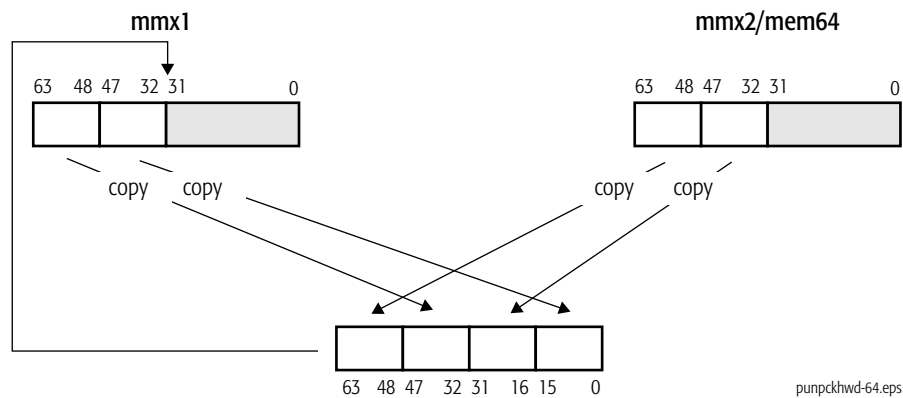 mmx1 mmx2/mem64
63 48 47 32 31 0 63 48 47 32 31 0
copy copy copy copy
63 48 47 32 31 16 15 0
punpckhwd-64.eps